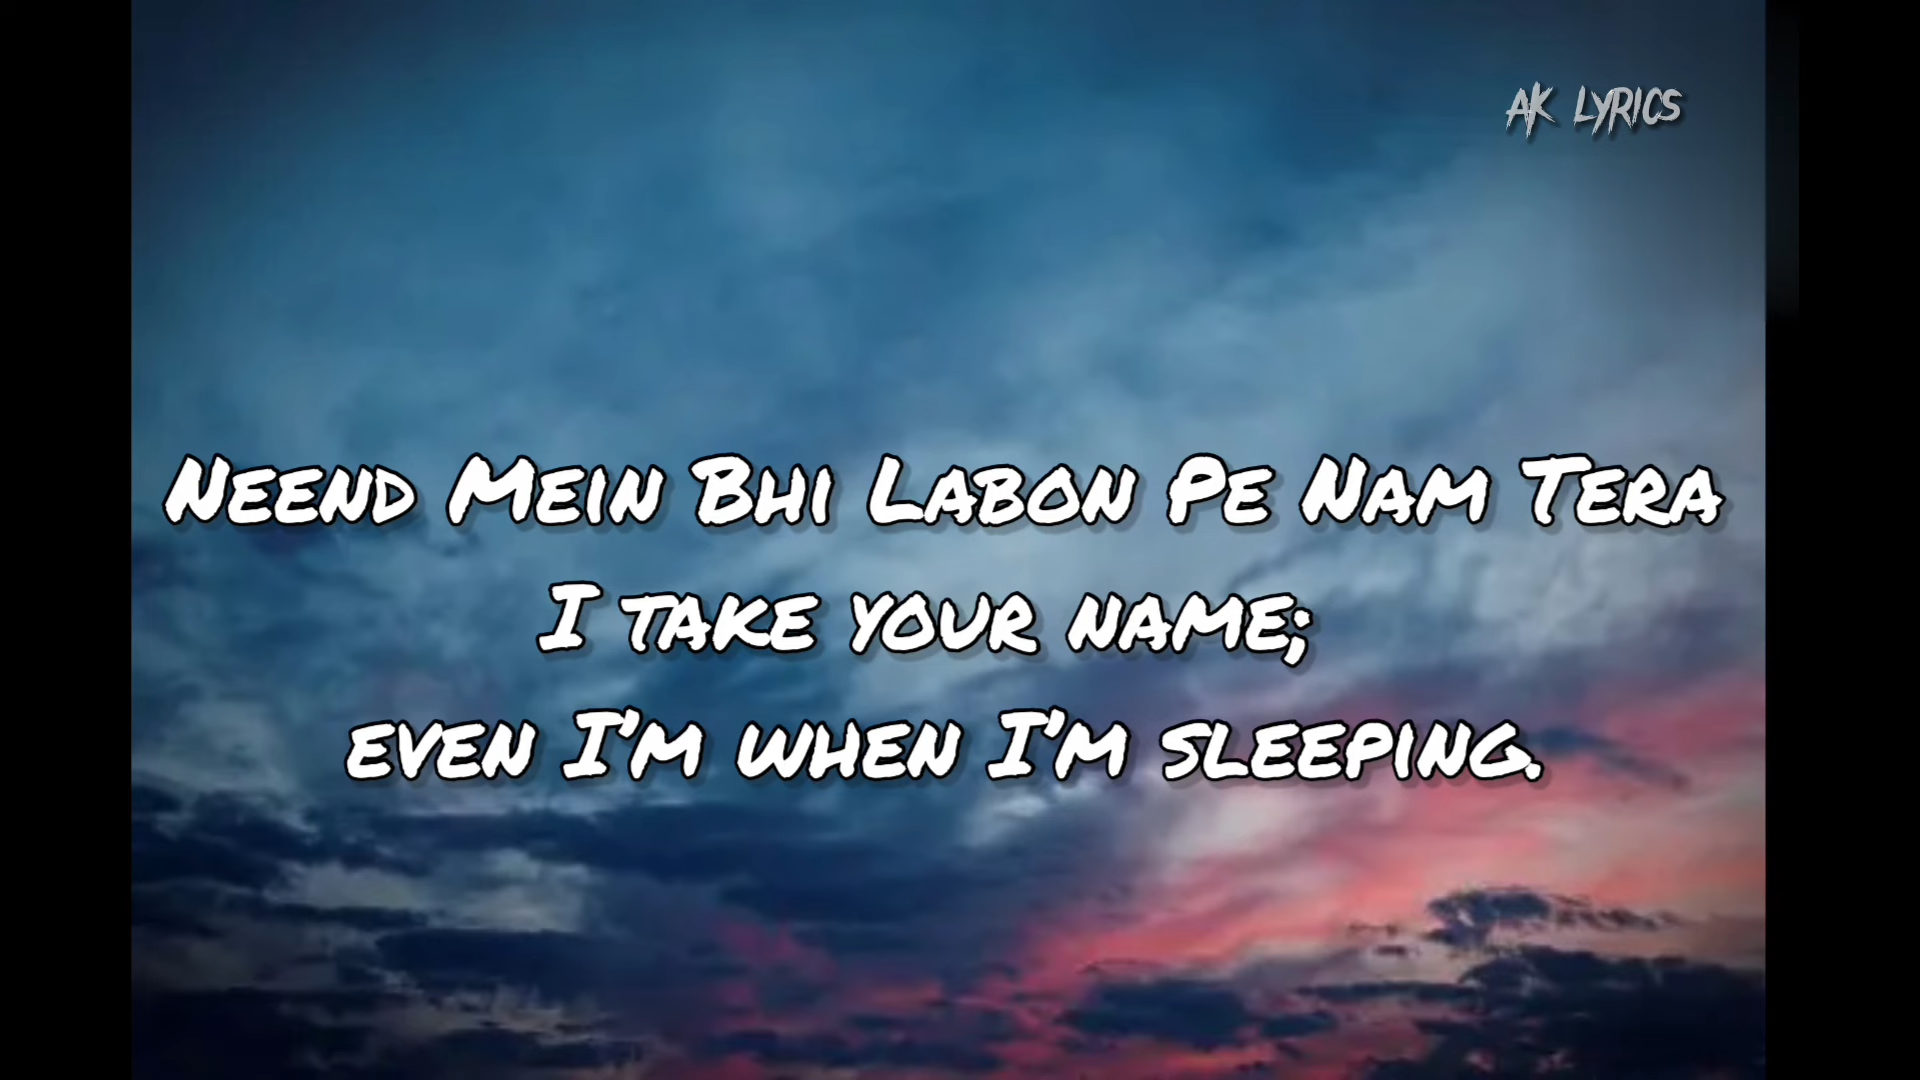 AK LYRICS
NEEND MEIN BHI LABON PE NAM TERA
I TAKE YOUR NAME;
EVEN I'M WHEN I'M SLEEPING.